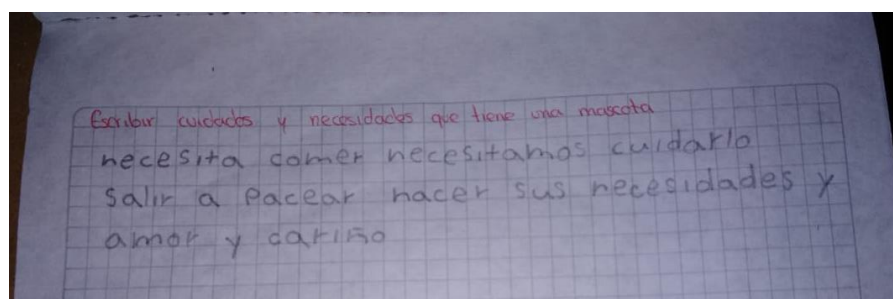 Escribir cuidados y necesidades que tiene una mascota
necesita comer necesitamos cuidarlo
salir a pacear hacer sus necesidades y
amor y cariño